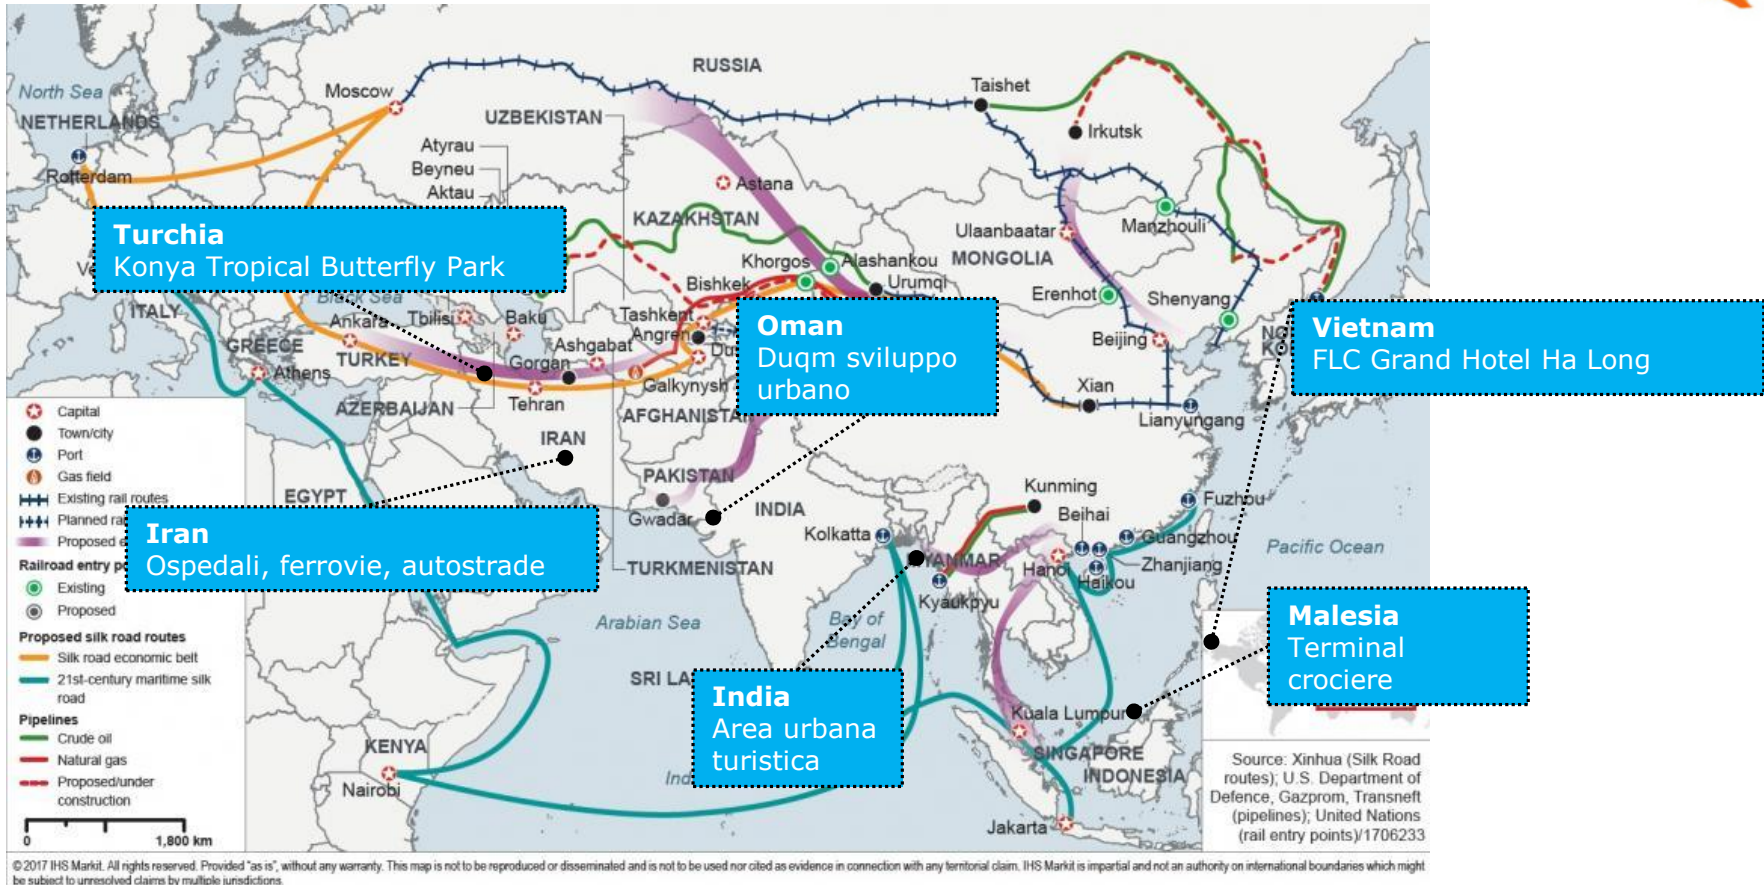 RUSSIA
Taishet
Moscow
North Sea
NETHERLANDS
UZBEKISTAN
Irkutsk
Atyrau
Beyneu
Aktau
Rotterdam
Astana
KAZAKHSTAN
Manzhouli
Ulaanbaatar
MONGOLIA
Turchia
Konya Tropical Butterfly Park
Khorgos
Alashankou
Bishkek
Urumqi
Erenhot
Shenyang
Black Sea
ITALY
Ankara
Tbilisi
Baku
Tashkent
Angren
GREECE
TURKEY
Ashgabat
Gorgan
Athens
Galkynysh
Tehran
AZERBAIJAN
AFGHANISTAN
Oman
Duqm sviluppo
urbano
Beijing
Vietnam
FLC Grand Hotel Ha Long
Xian
Lianyungang
IRAN
PAKISTAN
EGYPT
Gwadar
INDIA
Kunming
Beihai
Fuzhou
Kolkatta
Guangzhou
Zhanjiang
Pacific Ocean
Iran
Ospedali, ferrovie, autostrade
TURKMENISTAN
MYANMAR
Hanoi
Haikou
Kyaukpyu
Arabian Sea
Bay of
Bengal
Malesia
Terminal
crociere
SRI
India
Area urbana
turistica
Kuala Lumpur
SINGAPORE
INDONESIA
KENYA
Nairobi
Jakarta
Capital
Town/city
Port
Gas field
Existing rail routes
Planned
Proposed
Railroad entry
Existing
Proposed
Proposed silk road routes
Silk road economic belt
21st-century maritime silk
road
Pipelines
Crude oil
Natural gas
Proposed/under
construction
0 1,800 km
Source: Xinhua (Silk Road
routes); U.S. Department of
Defence, Gazprom, Transneft
(pipelines); United Nations
(rail entry points)/1706233
© 2017 IHS Markit. All rights reserved. Provided "as is", without any warranty. This map is not to be reproduced or disseminated and is not to be used nor cited as evidence in connection with any territorial claim. IHS Markit is impartial and not an authority on international boundaries which might
be subject to unresolved claims by multiple jurisdictions.